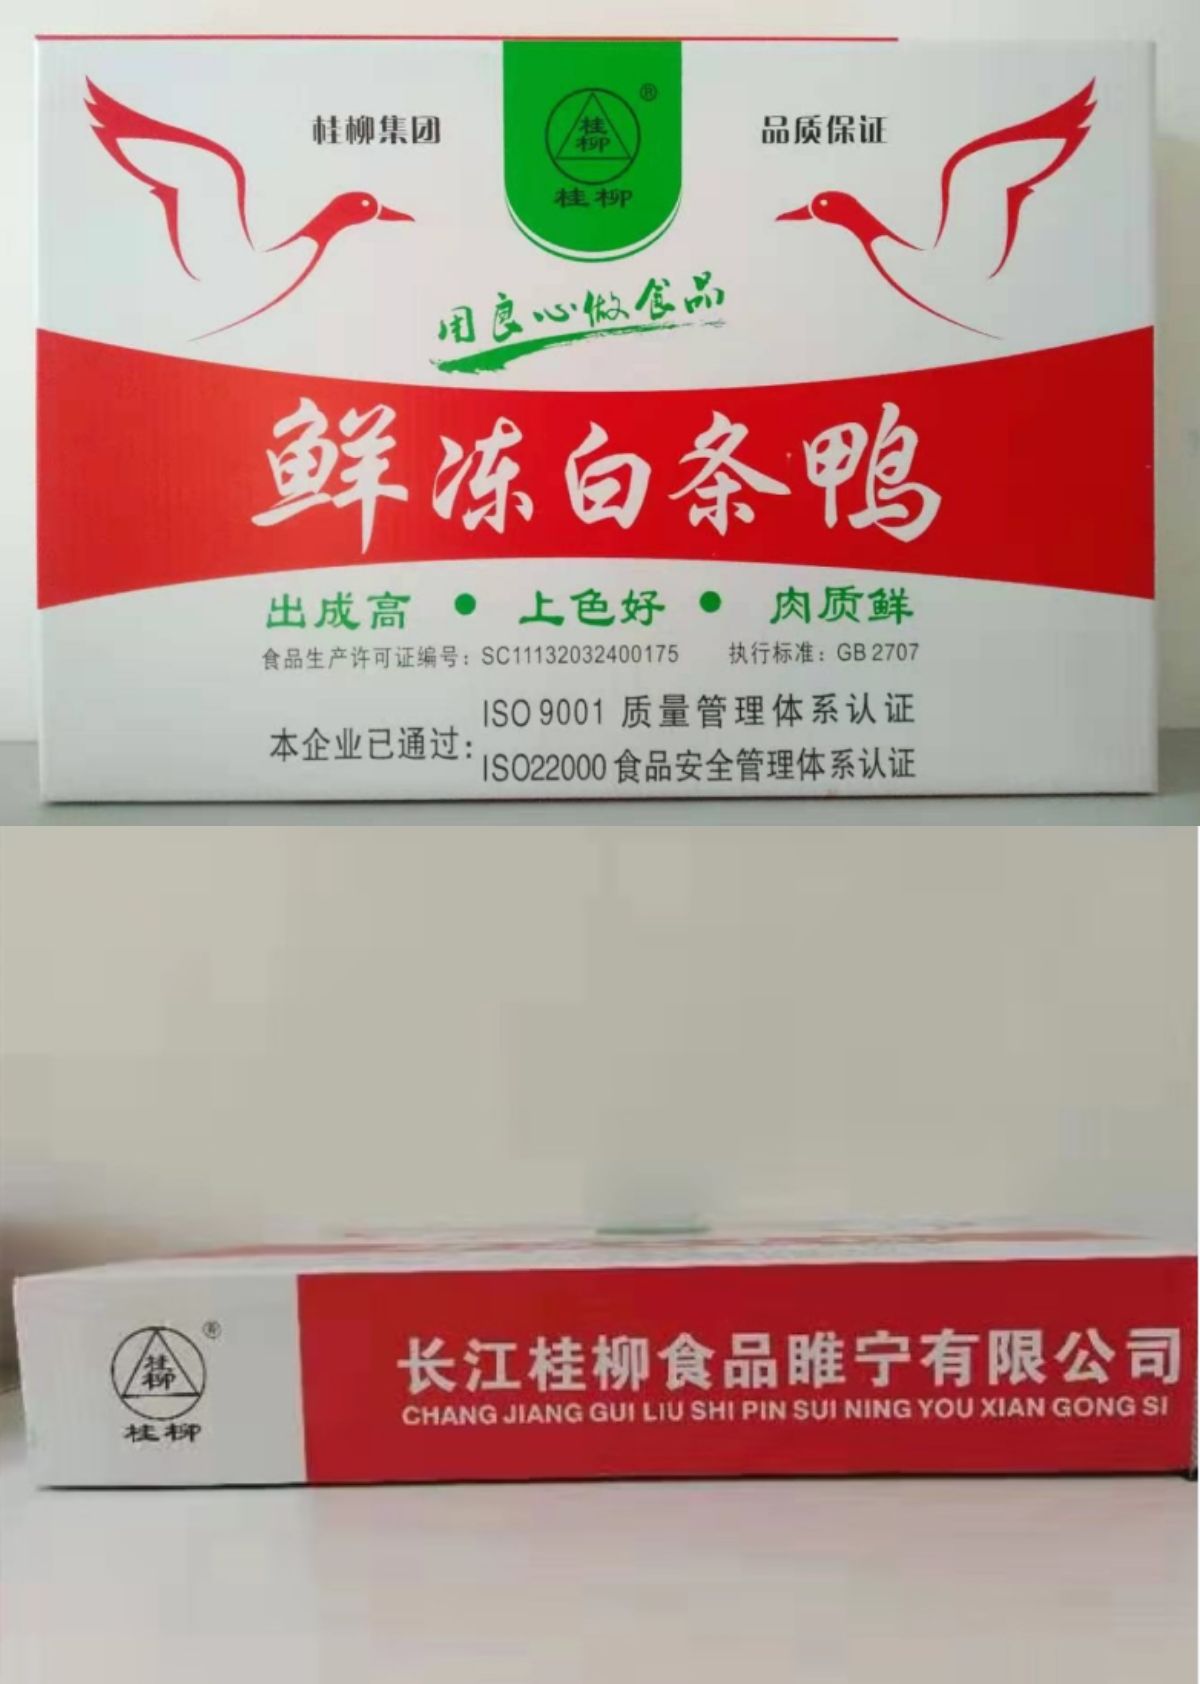 桂柳集团
桂柳
®
桂柳
品质保证
用良心做食品
鲜冻白条鸭
出成高 • 上色好 • 肉质鲜
食品生产许可证编号：SC11132032400175 执行标准：GB 2707
本企业已通过：
ISO 9001 质量管理体系认证
ISO22000 食品安全管理体系认证
桂柳
®
桂柳
长江桂柳食品睢宁有限公司
CHANG JIANG GUI LIU SHI PIN SUI NING YOU XIAN GONG SI